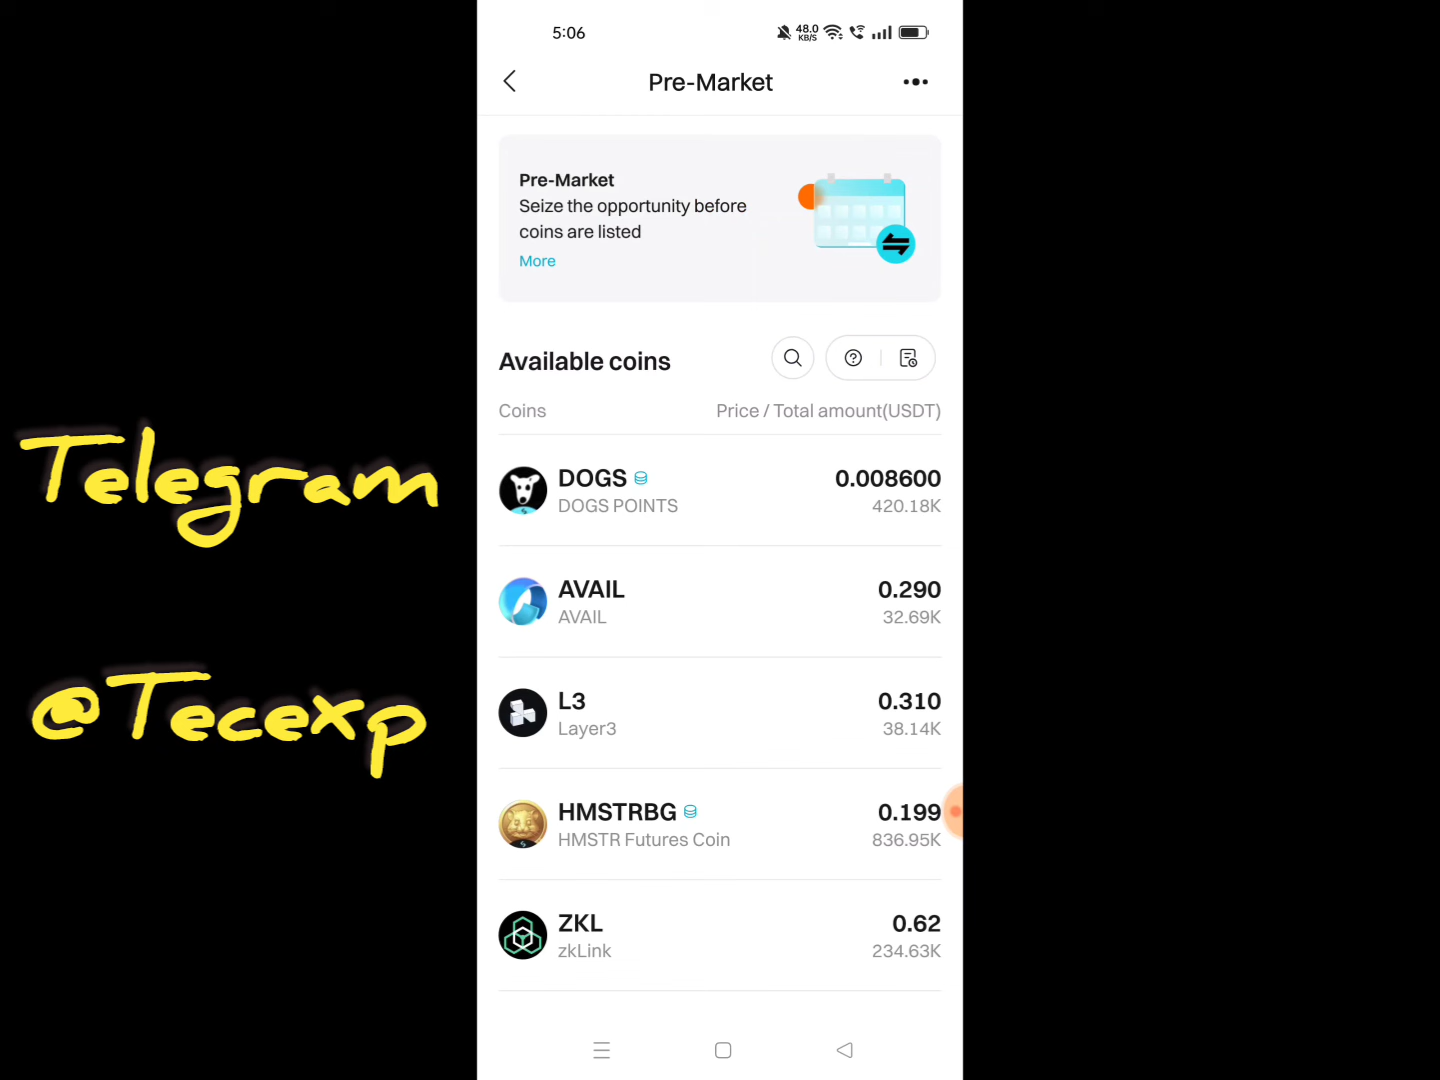 5:06
48.0
KB/S
Pre-Market
Pre-Market
Seize the opportunity before
coins are listed
More
Available coins
Coins Price / Total amount(USDT)
DOGS 0.008600
DOGS POINTS 420.18K
AVAIL 0.290
AVAIL 32.69K
L3 0.310
Layer3 38.14K
HMSTRBG 0.199
HMSTR Futures Coin 836.95K
ZKL 0.62
zkLink 234.63K
Telegram
@Tecexp